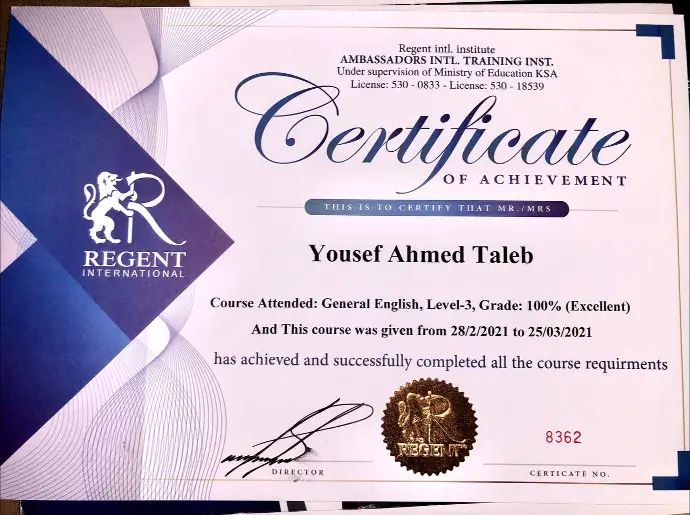 Regent intl. institute
AMBASSADORS INTL. TRAINING INST.
Under supervision of Ministry of Education KSA
License: 530 - 0833 - License: 530 - 18539
Certificate
OF ACHIEVEMENT
THIS IS TO CERTIFY THAT MR./MRS
R
REGENT
INTERNATIONAL
Yousef Ahmed Taleb
Course Attended: General English, Level-3, Grade: 100% (Excellent)
And This course was given from 28/2/2021 to 25/03/2021
has achieved and successfully completed all the course requirments
R
REGENT
8362
DIRECTOR
CERTICATE NO.